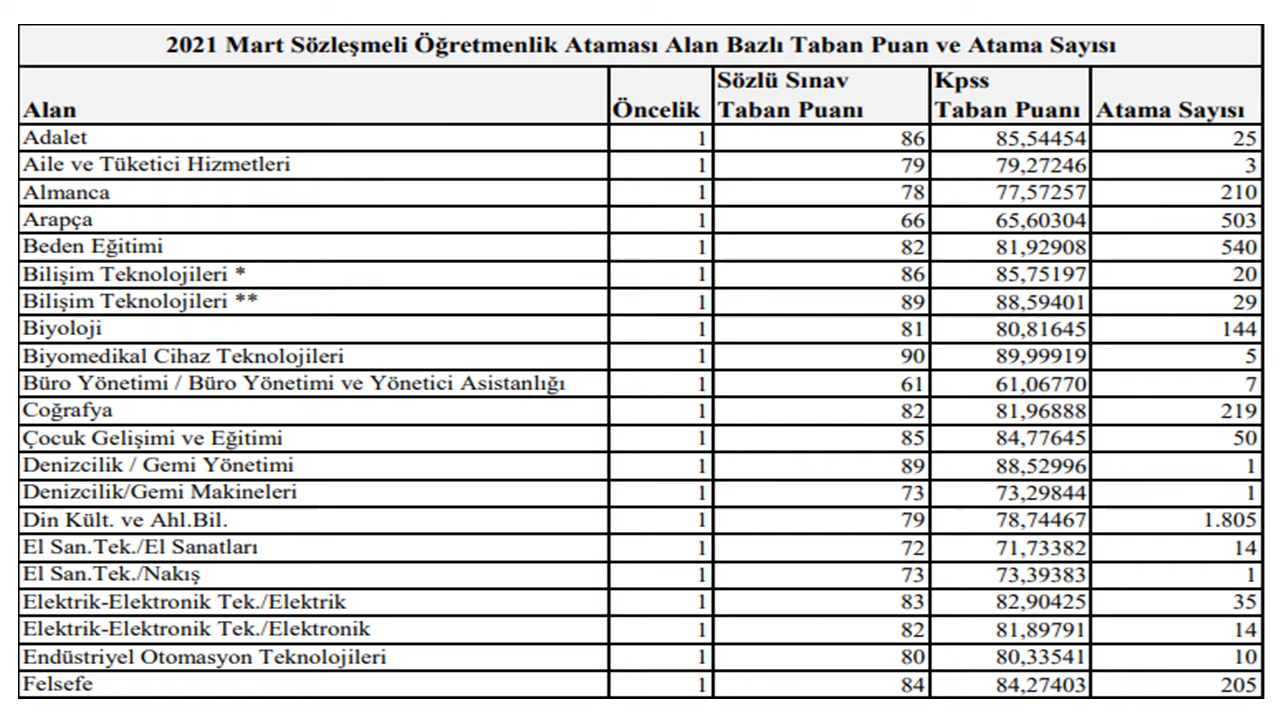 2021 Mart Sözleşmeli Öğretmenlik Ataması Alan Bazlı Taban Puan ve Atama Sayısı
Alan Öncelik Sözlü Sınav Taban Puanı Kpss Taban Puanı Atama Sayısı
Adalet 1 86 85,54454 25
Aile ve Tüketici Hizmetleri 1 79 79,27246 3
Almanca 1 78 77,57257 210
Arapça 1 66 65,60304 503
Beden Eğitimi 1 82 81,92908 540
Bilişim Teknolojileri * 1 86 85,75197 20
Bilişim Teknolojileri ** 1 89 88,59401 29
Biyoloji 1 81 80,81645 144
Biyomedikal Cihaz Teknolojileri 1 90 89,99919 5
Büro Yönetimi / Büro Yönetimi ve Yönetici Asistanlığı 1 61 61,06770 7
Coğrafya 1 82 81,96888 219
Çocuk Gelişimi ve Eğitimi 1 85 84,77645 50
Denizcilik / Gemi Yönetimi 1 89 88,52996 1
Denizcilik/Gemi Makineleri 1 73 73,29844 1
Din Kült. ve Ahl.Bil. 1 79 78,74467 1.805
El San.Tek./El Sanatları 1 72 71,73382 14
El San.Tek./Nakış 1 73 73,39383 1
Elektrik-Elektronik Tek./Elektrik 1 83 82,90425 35
Elektrik-Elektronik Tek./Elektronik 1 82 81,89791 14
Endüstriyel Otomasyon Teknolojileri 1 80 80,33541 10
Felsefe 1 84 84,27403 205